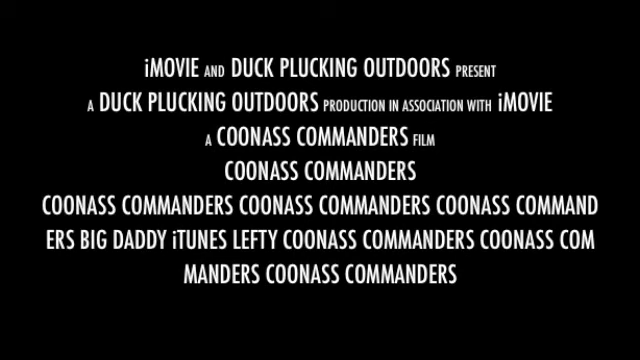 iMOVIE AND DUCK PLUCKING OUTDOORS PRESENT
A DUCK PLUCKING OUTDOORS PRODUCTION IN ASSOCIATION WITH iMOVIE
A COONASS COMMANDERS FILM
COONASS COMMANDERS
COONASS COMMANDERS COONASS COMMANDERS COONASS COMMAND
ERS BIG DADDY iTUNES LEFTY COONASS COMMANDERS COONASS COM
MANDERS COONASS COMMANDERS